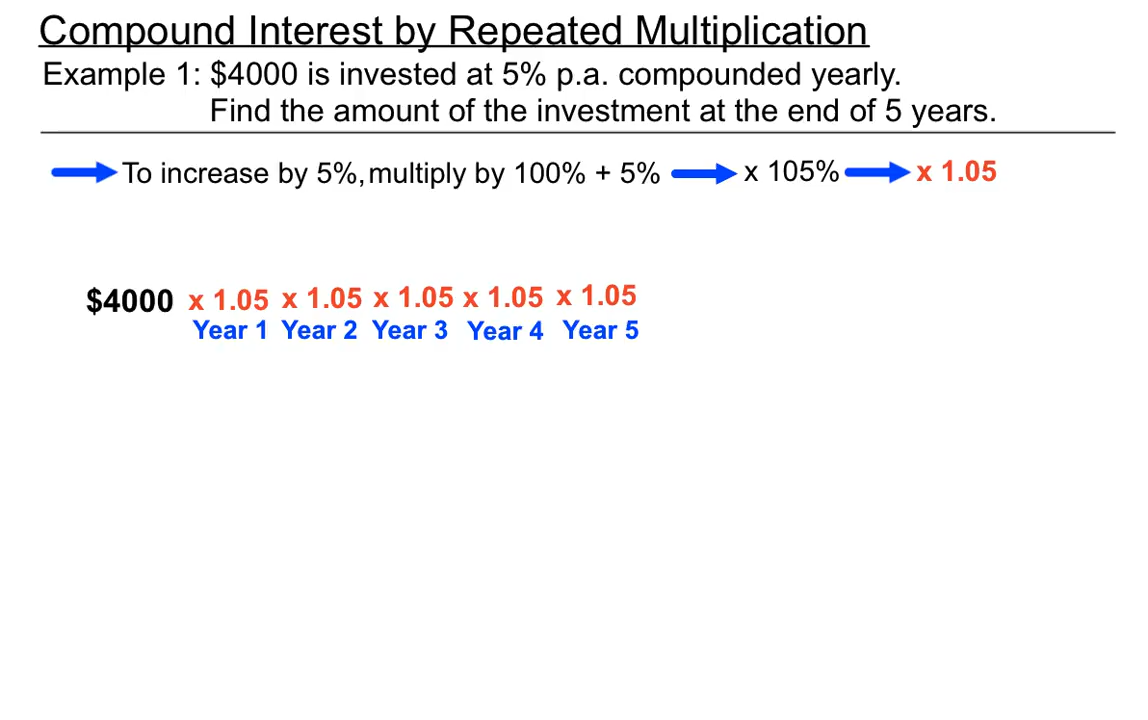 Compound Interest by Repeated Multiplication
Example 1: $4000 is invested at 5% p.a. compounded yearly.
Find the amount of the investment at the end of 5 years.
To increase by 5%, multiply by 100% + 5% x 105% x 1.05
$4000 x 1.05 x 1.05 x 1.05 x 1.05 x 1.05
Year 1 Year 2 Year 3 Year 4 Year 5